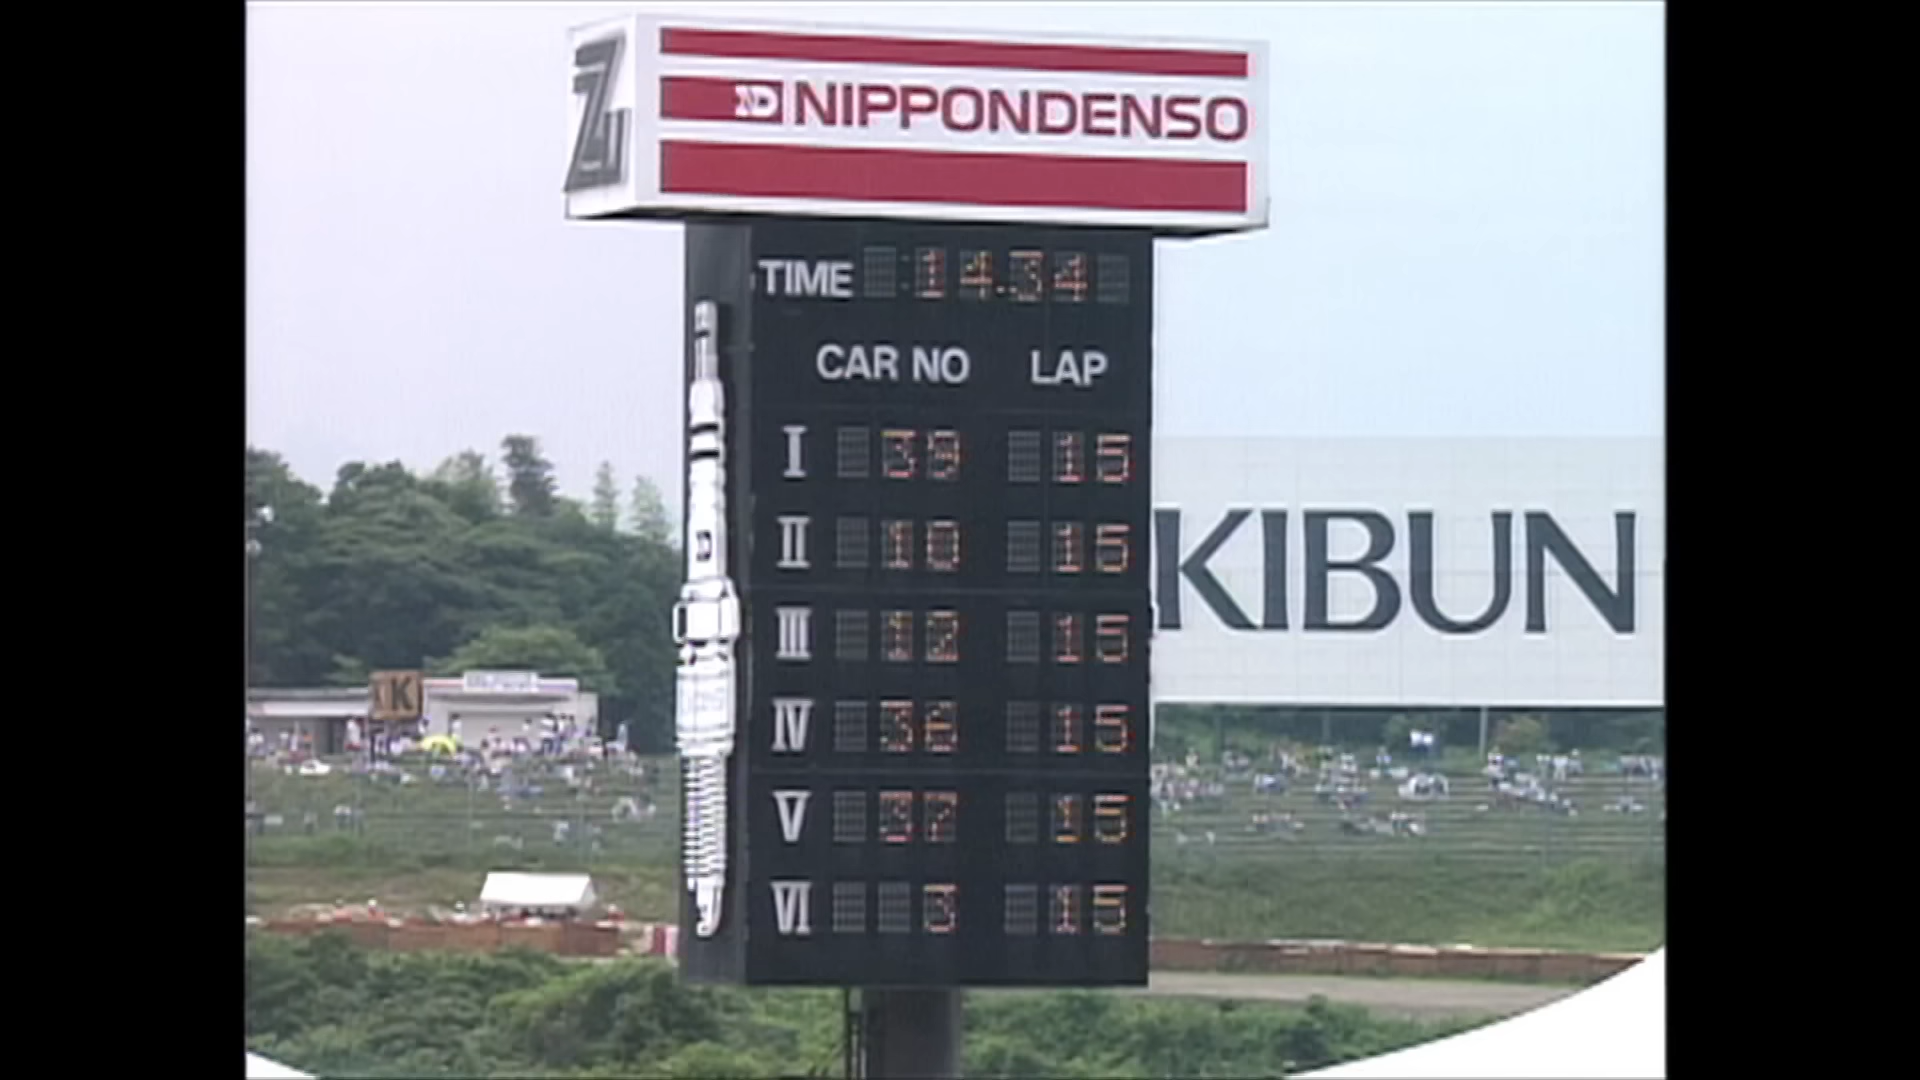 ND NIPPONDENSO
TIME :14.34
CAR NO LAP
I 39 15
II 10 15
III 12 15
IV 36 15
V 37 15
VI 3 15
KIBUN
K